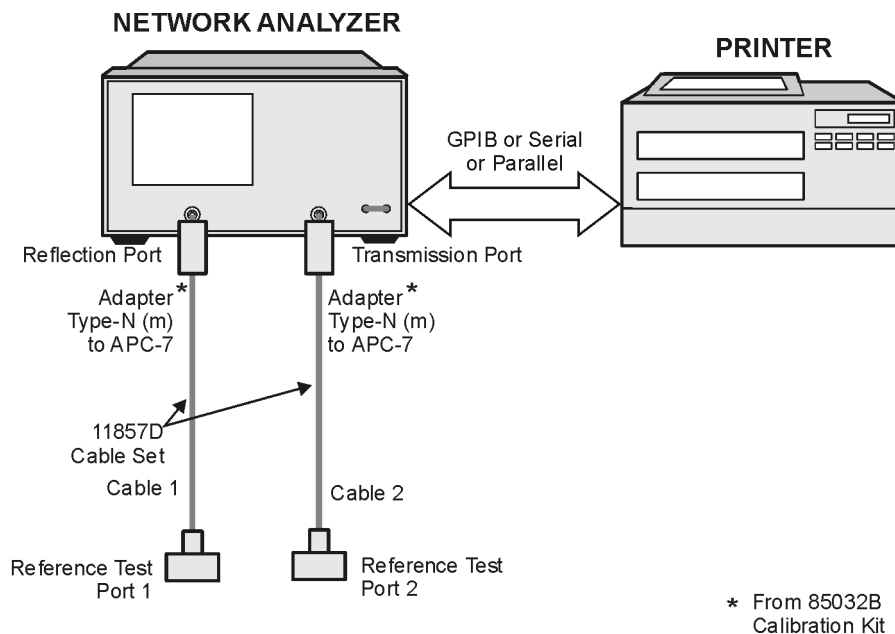 NETWORK ANALYZER
PRINTER
GPIB or Serial
or Parallel
Reflection Port
Transmission Port
Adapter *
Type-N (m)
to APC-7
Adapter *
Type-N (m)
to APC-7
11857D
Cable Set
Cable 1
Cable 2
Reference Test
Port 1
Reference Test
Port 2
* From 85032B
Calibration Kit